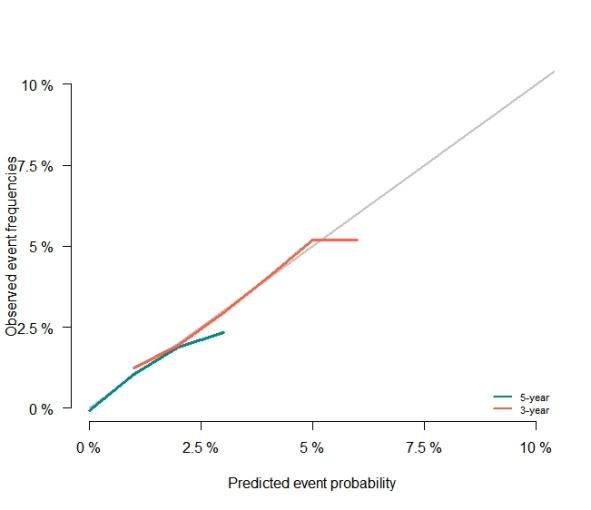 10 %
7.5 %
5 %
2.5 %
0 %
Observed event frequencies
5-year
3-year
0 %
2.5 %
5 %
7.5 %
10 %
Predicted event probability